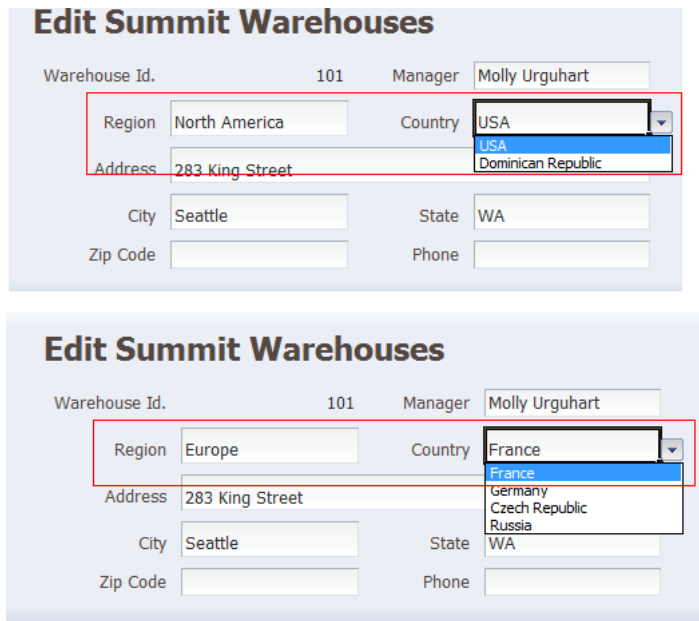 Edit Summit Warehouses
Warehouse Id. 101 Manager Molly Urguhart
Region North America Country USA
USA
Address 283 King Street Dominican Republic
City Seattle State WA
Zip Code Phone
Edit Summit Warehouses
Warehouse Id. 101 Manager Molly Urguhart
Region Europe Country France
France
Address 283 King Street Germany
Czech Republic
Russia
City Seattle State WA
Zip Code Phone